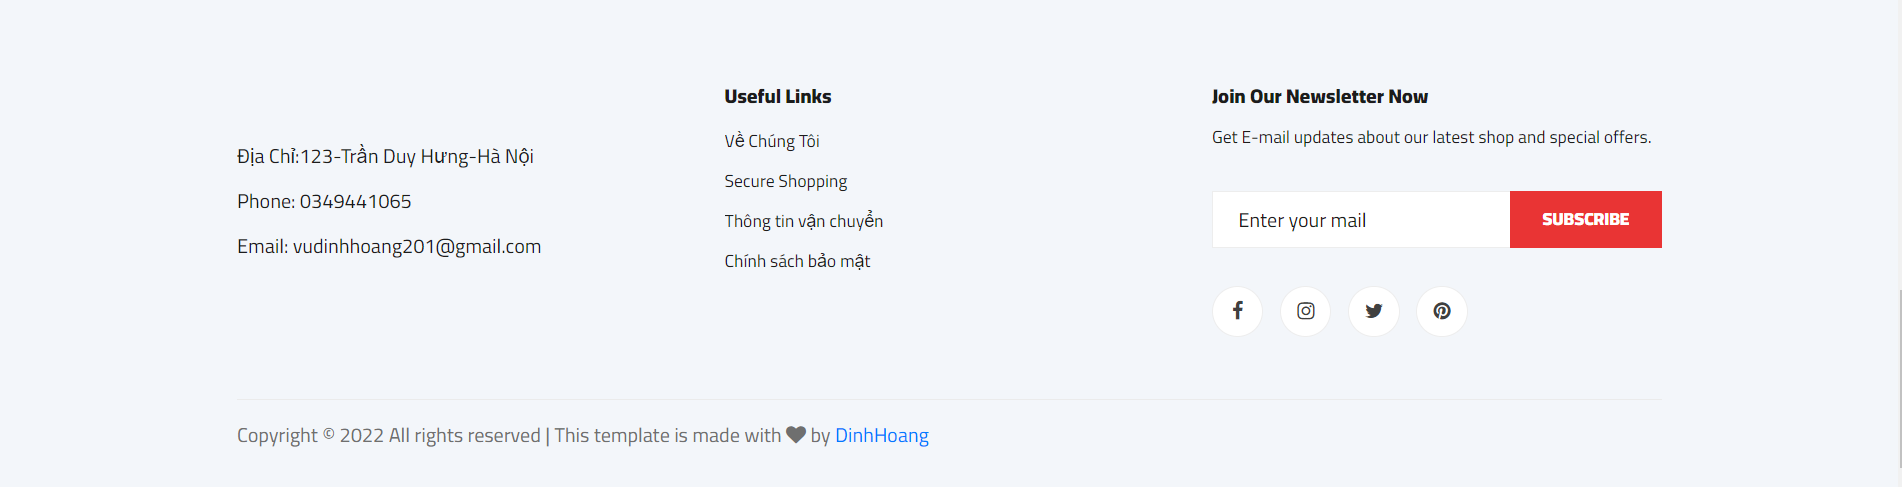 Địa Chỉ:123-Trần Duy Hưng-Hà Nội
Phone: 0349441065
Email: vudinhhoang201@gmail.com
Useful Links
Về Chúng Tôi
Secure Shopping
Thông tin vận chuyển
Chính sách bảo mật
Join Our Newsletter Now
Get E-mail updates about our latest shop and special offers.
Enter your mail
SUBSCRIBE
Copyright © 2022 All rights reserved | This template is made with ♥ by DinhHoang